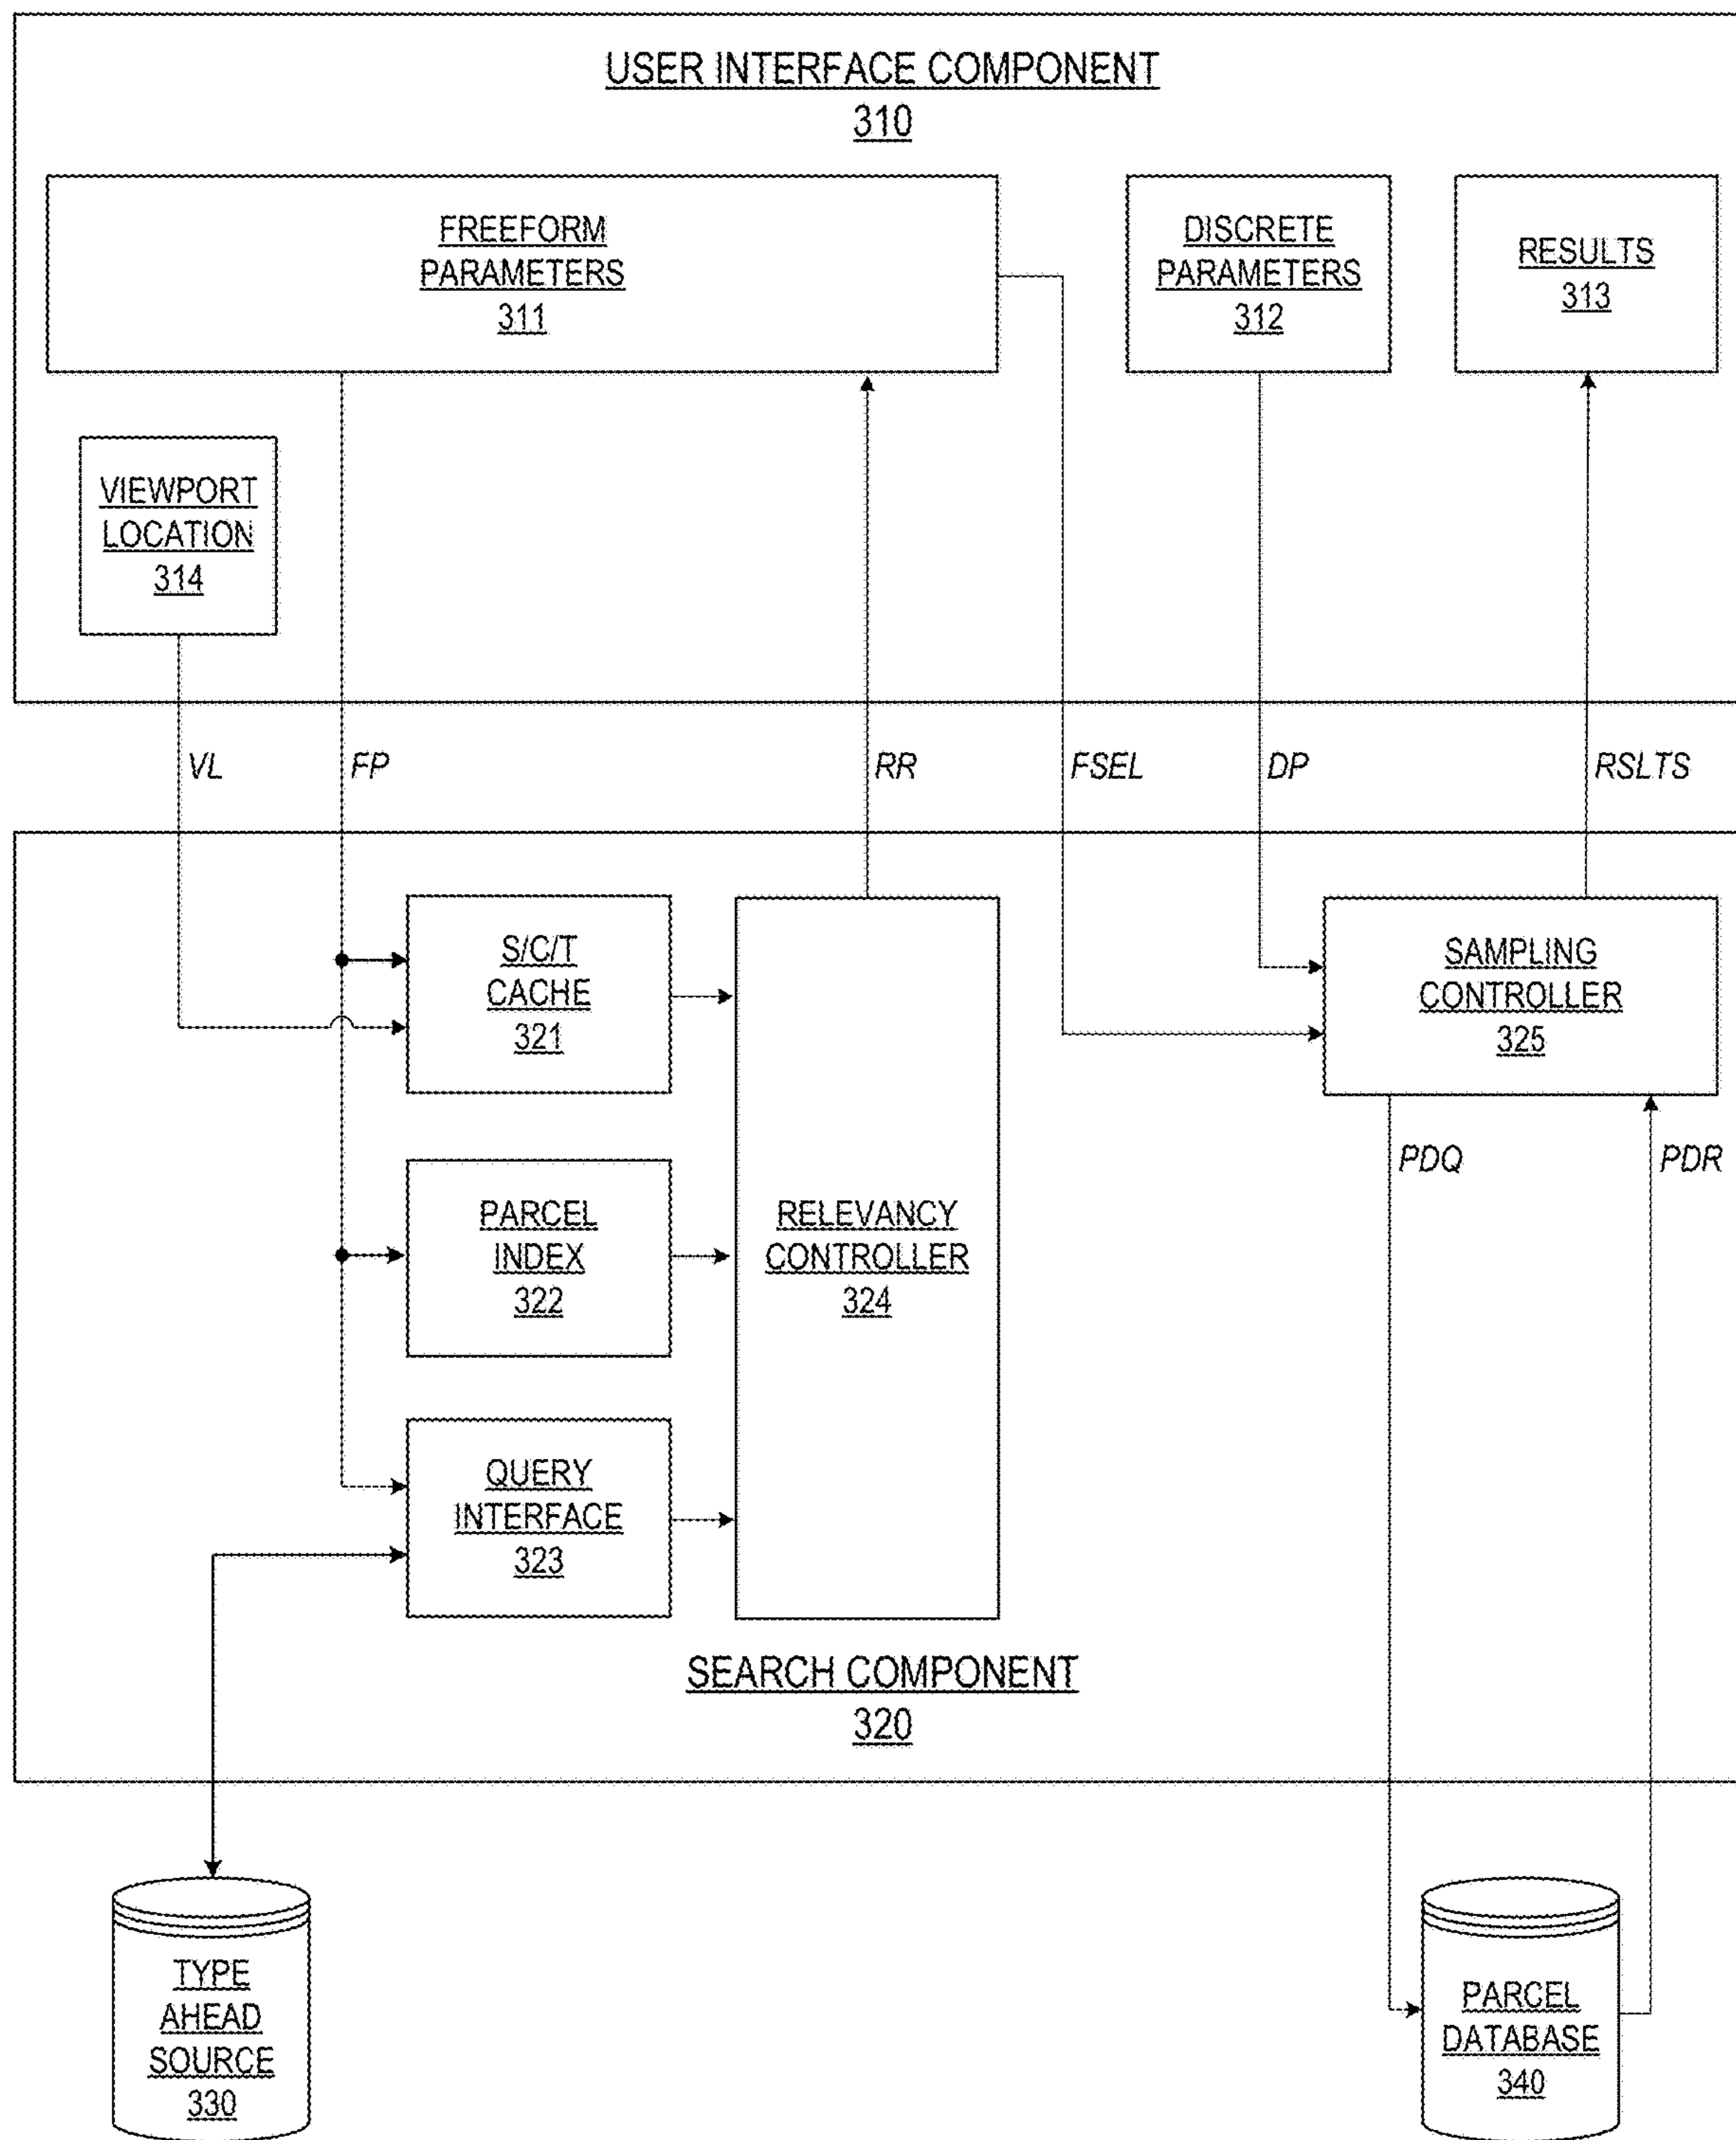 USER INTERFACE COMPONENT
310
FREEFORM
PARAMETERS
311
DISCRETE
PARAMETERS
312
RESULTS
313
VIEWPORT
LOCATION
314
VL
FP
RR
FSEL
DP
RSLTS
S/C/T
CACHE
321
SAMPLING
CONTROLLER
325
PDQ
PDR
PARCEL
INDEX
322
RELEVANCY
CONTROLLER
324
QUERY
INTERFACE
323
SEARCH COMPONENT
320
TYPE
AHEAD
SOURCE
330
PARCEL
DATABASE
340